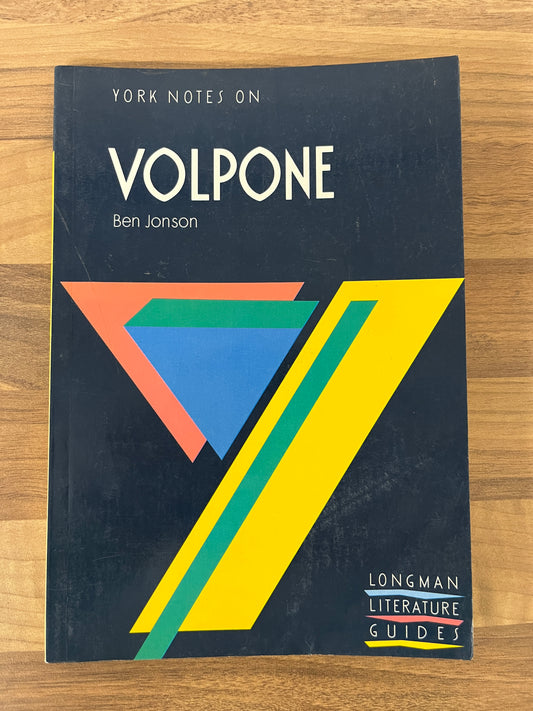 YORK NOTES ON
VOLPONE
Ben Jonson
LONGMAN
LITERATURE
GUIDES